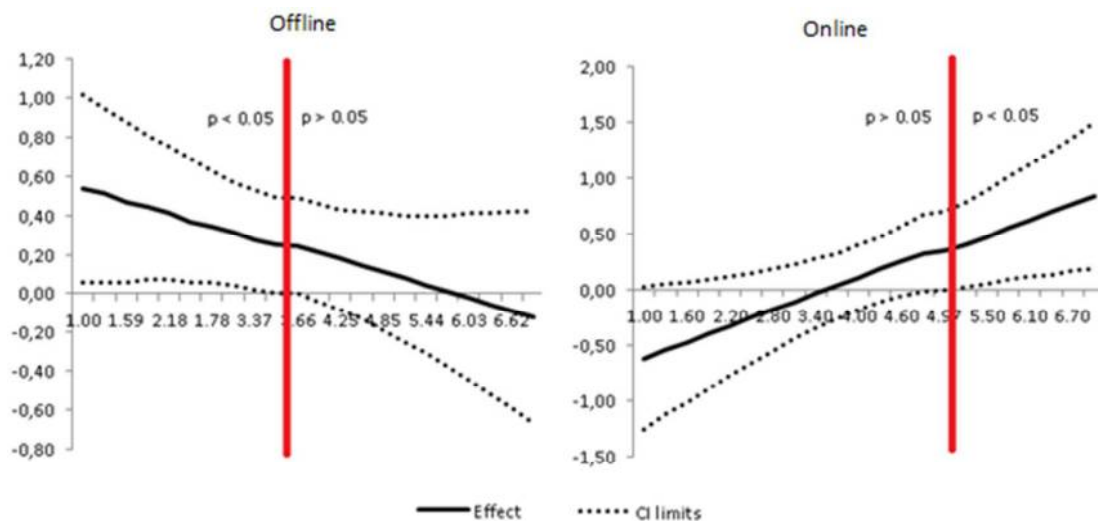 Offline
1,20
1,00
0,80
0,60
0,40
0,20
0,00
-0,20
-0,40
-0,60
-0,80
p < 0.05 p > 0.05
1.00 1.59 2.18 1.78 3.37 3.66 4.25 4.85 5.44 6.03 6.62
Online
2,00
1,50
1,00
0,50
0,00
-0,50
-1,00
-1,50
p > 0.05 p < 0.05
1.00 1.60 2.20 2.80 3.40 4.00 4.60 4.97 5.50 6.10 6.70
Effect CI limits